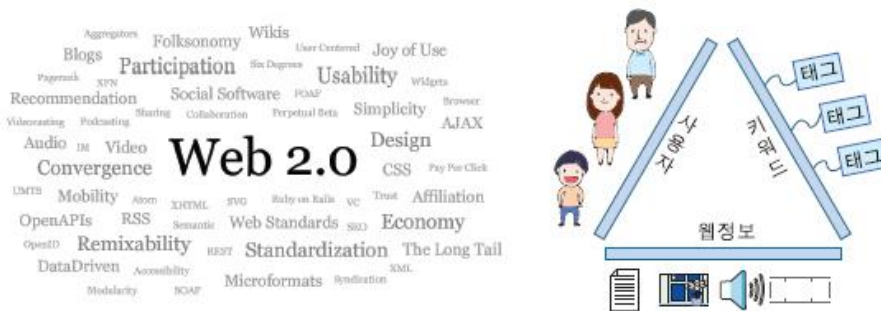 Aggregators
Folksonomy
Wikis
Blogs
User Centered
Joy of Use
Participation
Six Degrees
Usability
Widgets
Pagerank
XFN
Recommendation
Social Software
FOAF
Browser
Sharing
Collaboration
Perpetual Beta
Simplicity
AJAX
Videocasting
Podcasting
Audio
IM
Video
Web 2.0
Design
Convergence
CSS
Pay Per Click
UMTS
Mobility
Atom
XHTML
SVG
Ruby on Rails
VC
Trust
Affiliation
OpenAPIs
RSS
Semantic
Web Standards
SEO
Economy
OpenID
Remixability
REST
Standardization
The Long Tail
DataDriven
Accessibility
XML
Modularity
SOAP
Microformats
Syndication
태그
태그
태그
사용자
키워드
웹정보